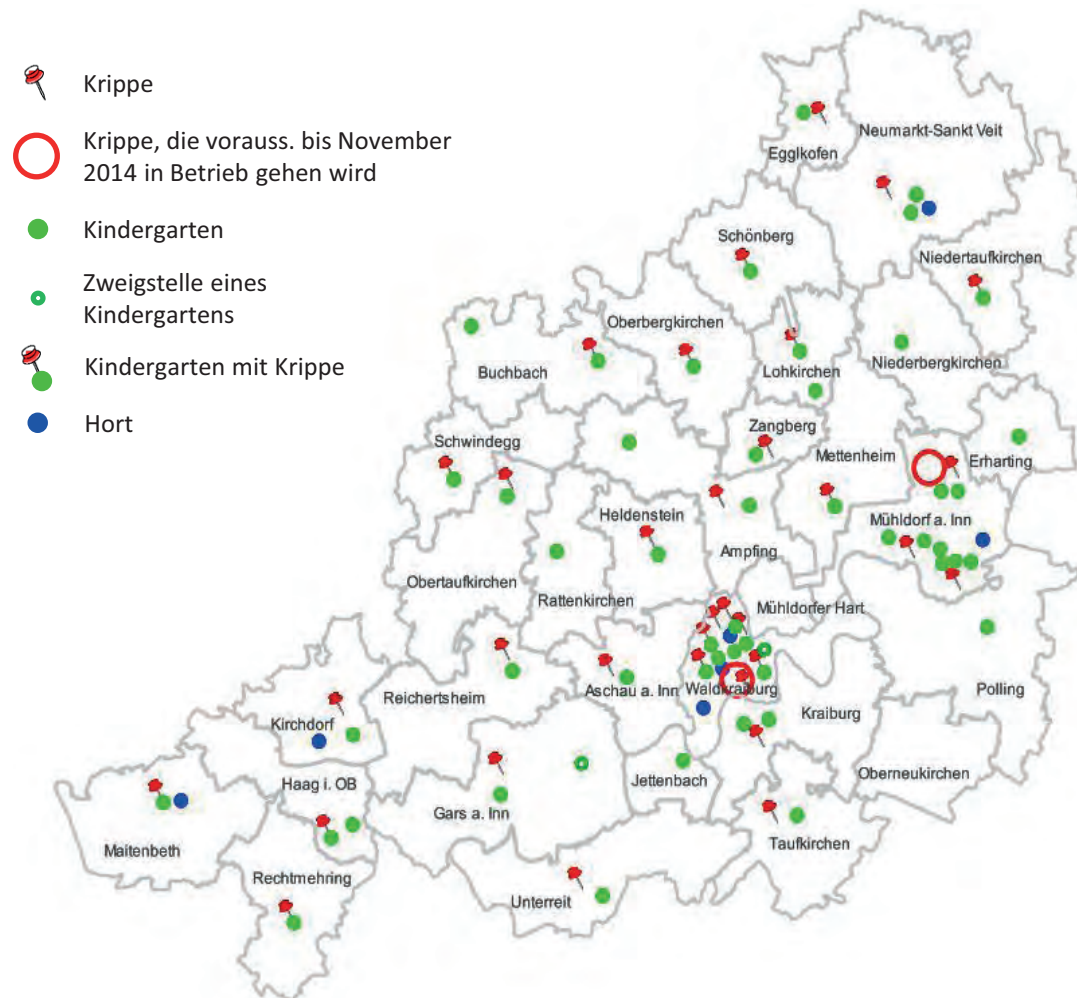 Krippe
Krippe, die vorauss. bis November
2014 in Betrieb gehen wird
Kindergarten
Zweigstelle eines
Kindergartens
Kindergarten mit Krippe
Hort
Neumarkt-Sankt Veit
Egglkofen
Schönberg
Niedertaufkirchen
Oberbergkirchen
Buchbach
Lohkirchen
Niederbergkirchen
Schwindegg
Zangberg
Mettenheim
Erharting
Heldenstein
Mühldorf a. Inn
Ampfing
Obertaufkirchen
Rattenkirchen
Mühldorfer Hart
Reichertsheim
Aschau a. Inn
Waldkraiburg
Polling
Kirchdorf
Kraiburg
Haag i. OB
Jettenbach
Oberneukirchen
Gars a. Inn
Maitenbeth
Taufkirchen
Rechtmehring
Unterreit